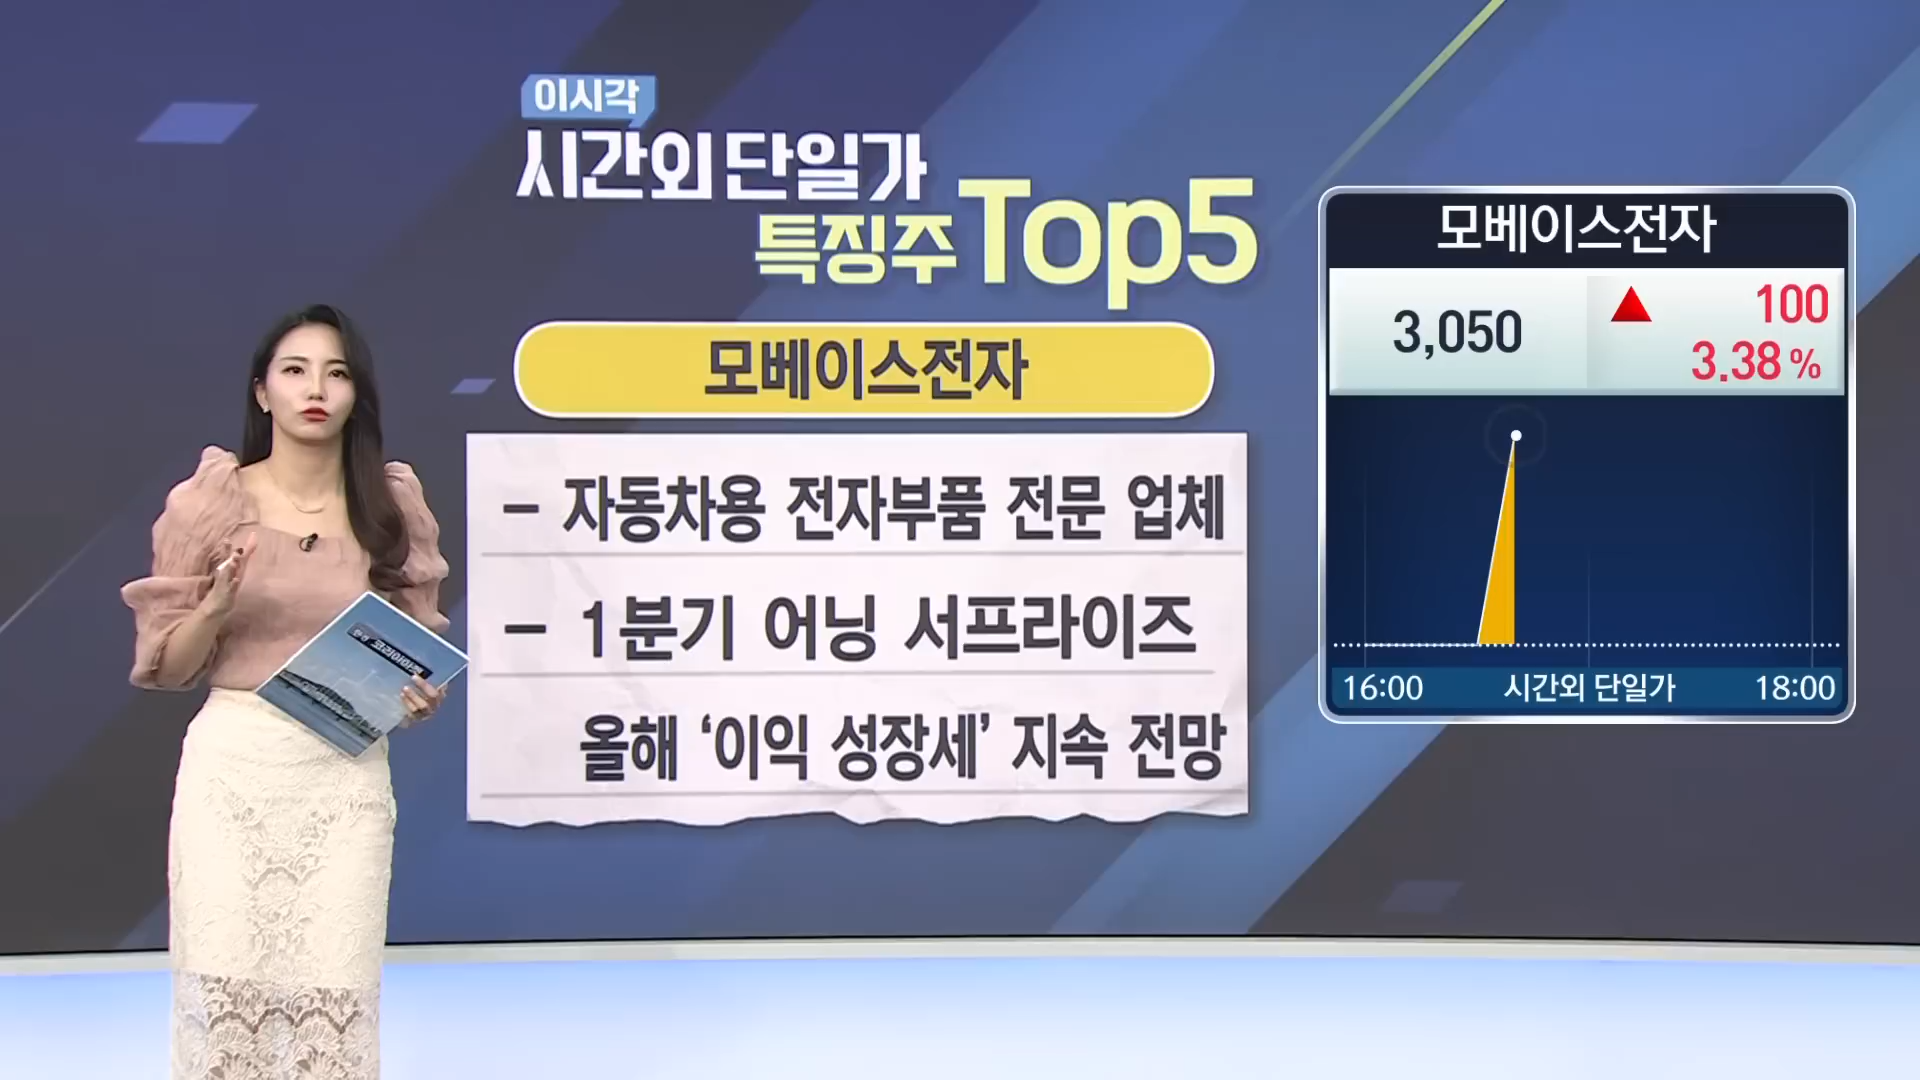 이시각
시간외 단일가
특징주 Top5
모베이스전자
- 자동차용 전자부품 전문 업체
- 1분기 어닝 서프라이즈
올해 '이익 성장세' 지속 전망
모베이스전자
3,050
▲ 100
3.38 %
16:00 시간외 단일가 18:00